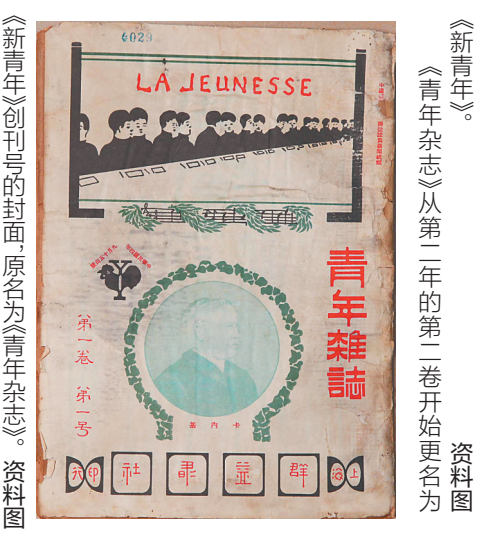 《新青年》创刊号的封面,原名为《青年杂志》。 资料图
4029
LA JEUNESSE
青年雜誌
第一卷 第一号
卡内基
上海 群益書社 印行
《青年杂志》从第二年的第二卷开始更名为
《新青年》。 资料图